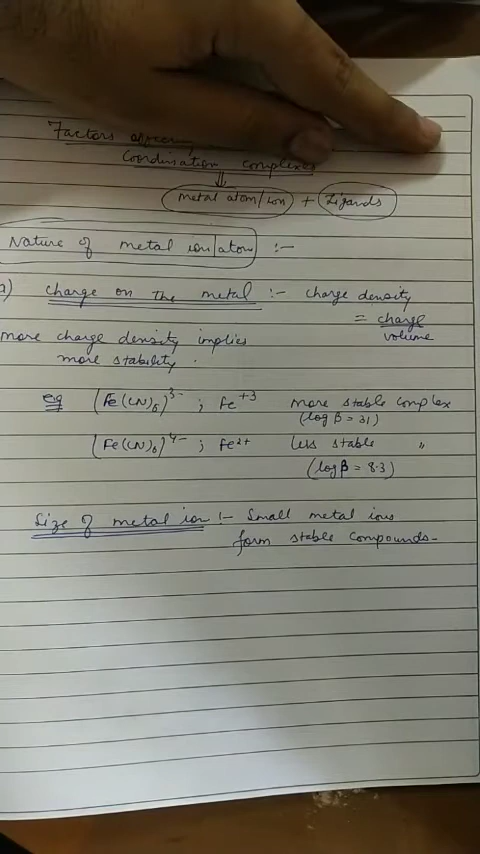 Factors
Coordination complexes
⇓
metal atom/ion + Ligands
Nature of metal ion/atom :-
a) charge on the metal :- charge density
= charge
volume
more charge density implies
more stability.
eg [Fe(CN)6]3- ; Fe+3 more stable complex
(log β = 31)
[Fe(CN)6]4- ; Fe2+ less stable "
(log β = 8.3)
Size of metal ion :- Small metal ions
form stable compounds-